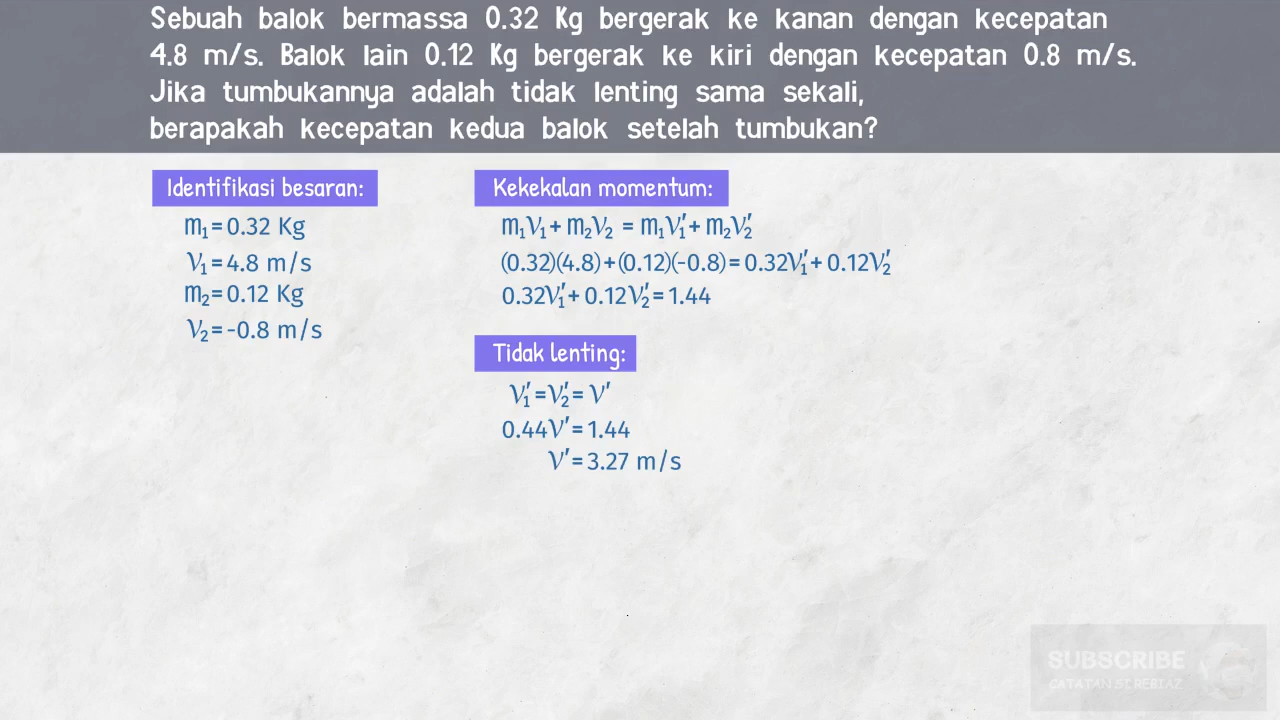 Sebuah balok bermassa 0.32 Kg bergerak ke kanan dengan kecepatan
4.8 m/s. Balok lain 0.12 Kg bergerak ke kiri dengan kecepatan 0.8 m/s.
Jika tumbukannya adalah tidak lenting sama sekali,
berapakah kecepatan kedua balok setelah tumbukan?
Identifikasi besaran:
m₁=0.32 Kg
V₁=4.8 m/s
m₂=0.12 Kg
V₂=-0.8 m/s
Kekekalan momentum:
m₁V₁+m₂V₂ = m₁V₁′+m₂V₂′
(0.32)(4.8)+(0.12)(-0.8)=0.32V₁′+0.12V₂′
0.32V₁′+0.12V₂′=1.44
Tidak lenting:
V₁′=V₂′=V′
0.44V′=1.44
V′=3.27 m/s
SUBSCRIBE